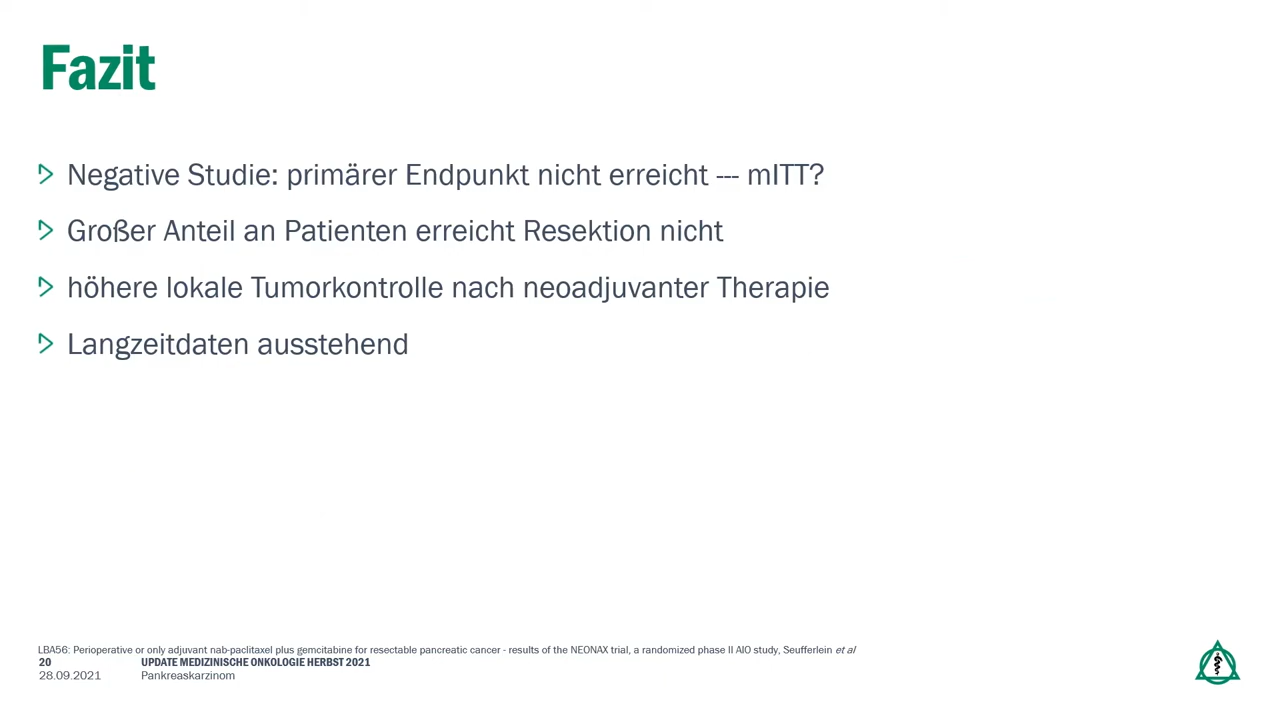 Fazit
Negative Studie: primärer Endpunkt nicht erreicht --- mITT?
Großer Anteil an Patienten erreicht Resektion nicht
höhere lokale Tumorkontrolle nach neoadjuvanter Therapie
Langzeitdaten ausstehend
LBA56: Perioperative or only adjuvant nab-paclitaxel plus gemcitabine for resectable pancreatic cancer - results of the NEONAX trial, a randomized phase II AIO study, Seufferlein et al
20 UPDATE MEDIZINISCHE ONKOLOGIE HERBST 2021
28.09.2021 Pankreaskarzinom